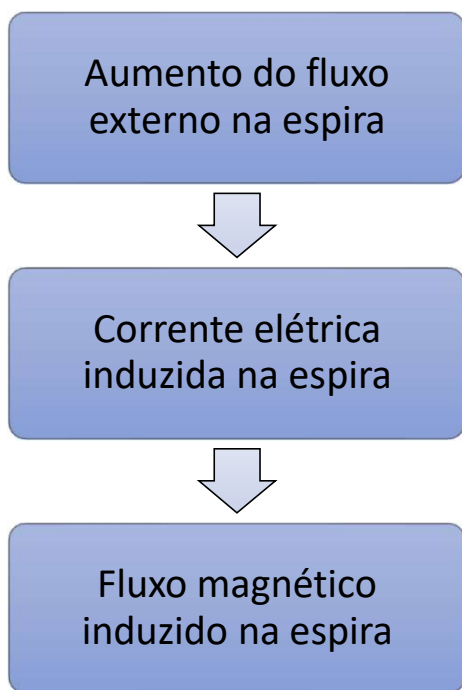 Aumento do fluxo
externo na espira
Corrente elétrica
induzida na espira
Fluxo magnético
induzido na espira